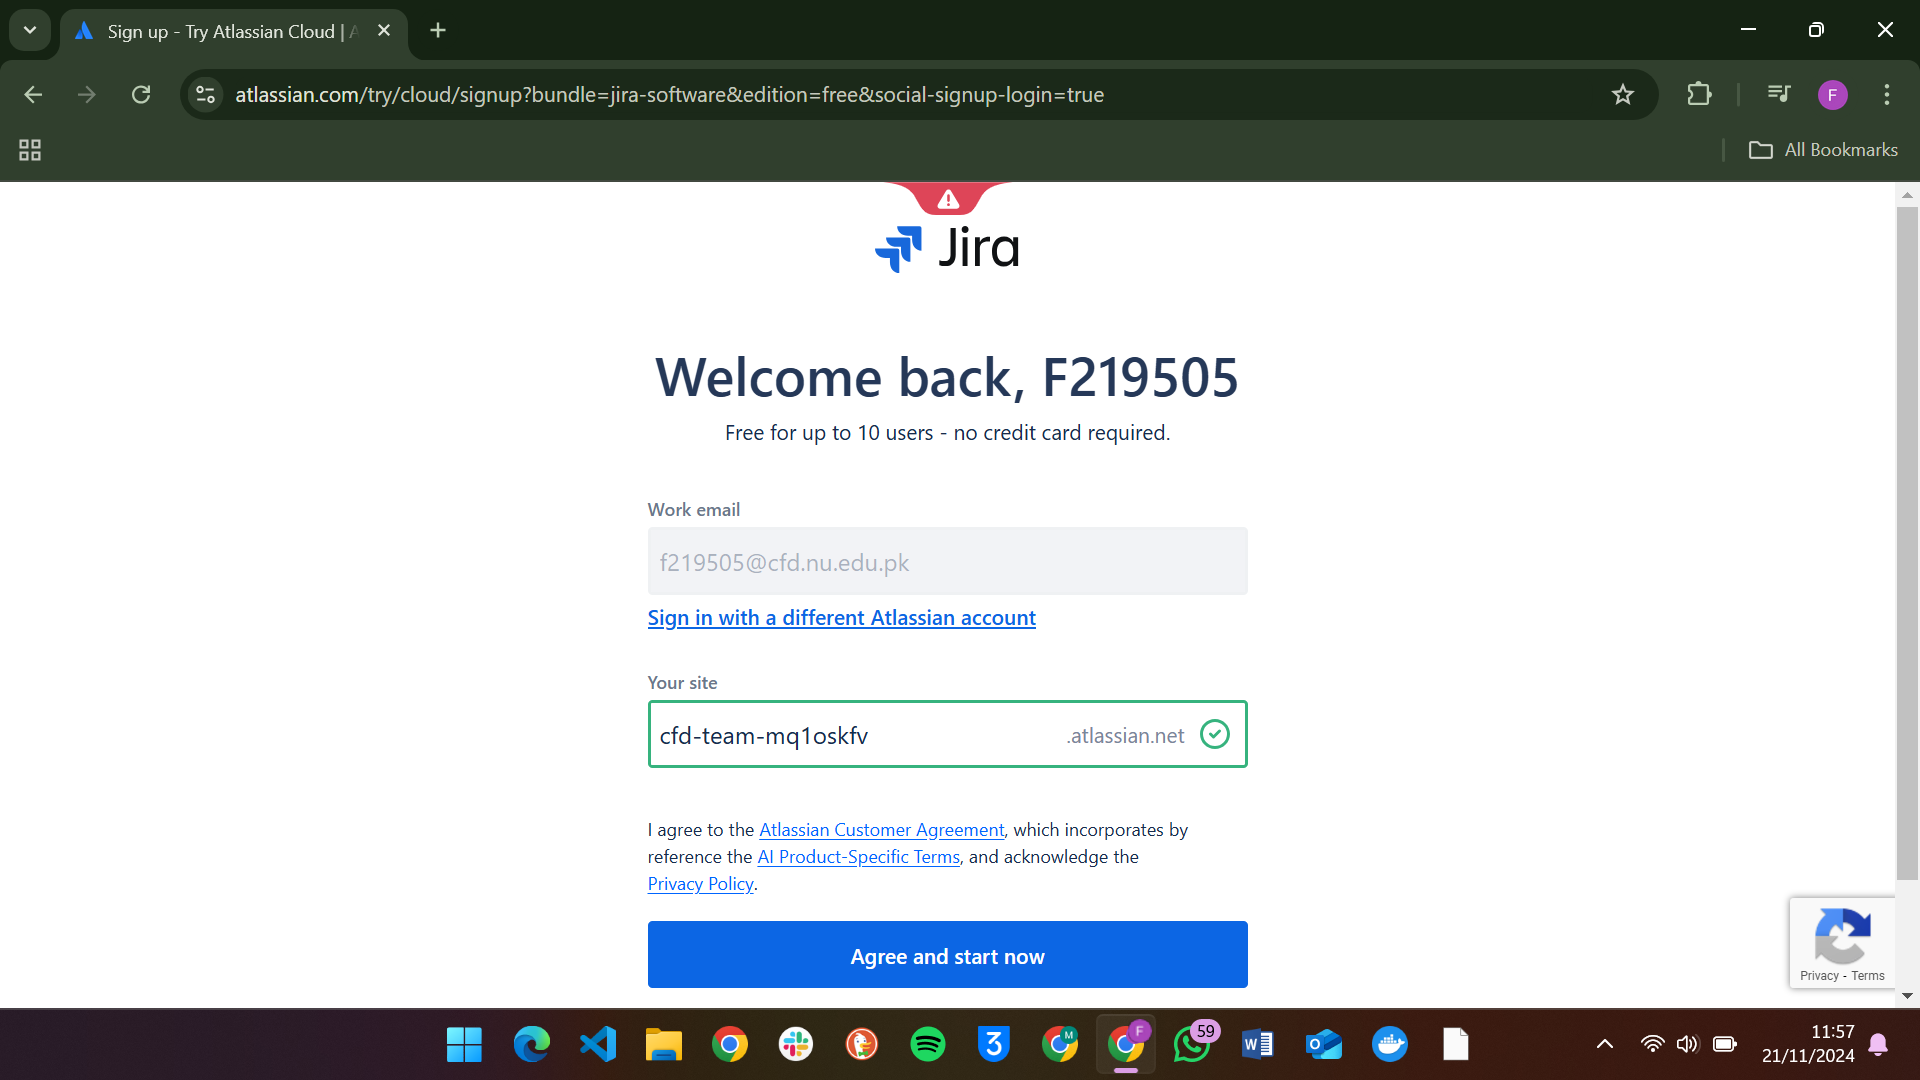 Sign up - Try Atlassian Cloud | A
atlassian.com/try/cloud/signup?bundle=jira-software&edition=free&social-signup-login=true
F
All Bookmarks
Jira
Welcome back, F219505
Free for up to 10 users - no credit card required.
Work email
f219505@cfd.nu.edu.pk
Sign in with a different Atlassian account
Your site
cfd-team-mq1oskfv .atlassian.net
I agree to the Atlassian Customer Agreement, which incorporates by
reference the AI Product-Specific Terms, and acknowledge the
Privacy Policy.
Agree and start now
Privacy - Terms
3
M
F
59
W
O
11:57
21/11/2024